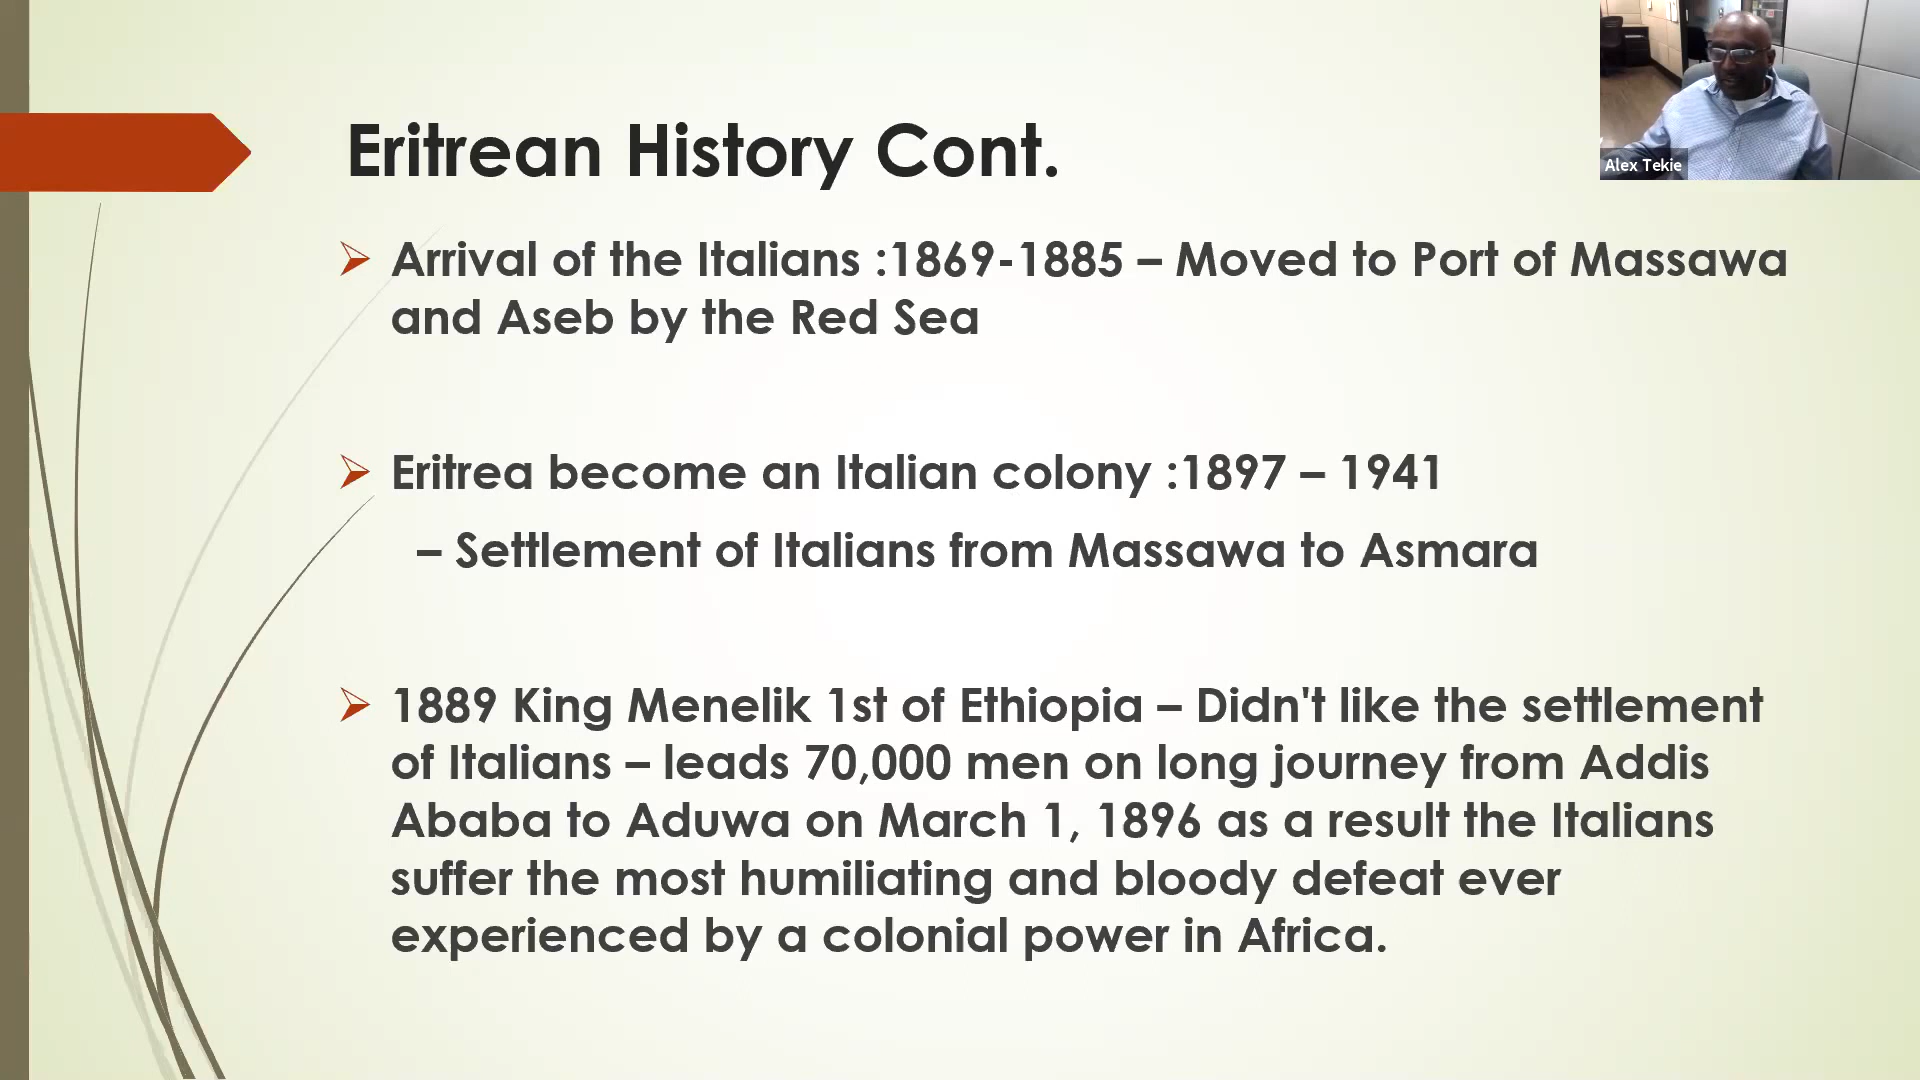 Eritrean History Cont.
Arrival of the Italians :1869-1885 – Moved to Port of Massawa
and Aseb by the Red Sea
Eritrea become an Italian colony :1897 – 1941
– Settlement of Italians from Massawa to Asmara
1889 King Menelik 1st of Ethiopia – Didn't like the settlement
of Italians – leads 70,000 men on long journey from Addis
Ababa to Aduwa on March 1, 1896 as a result the Italians
suffer the most humiliating and bloody defeat ever
experienced by a colonial power in Africa.
Alex Tekie